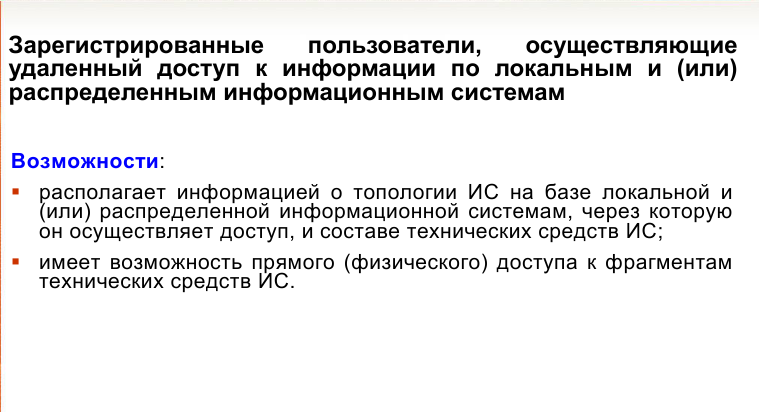 Зарегистрированные пользователи, осуществляющие
удаленный доступ к информации по локальным и (или)
распределенным информационным системам
Возможности:
▪ располагает информацией о топологии ИС на базе локальной и
(или) распределенной информационной системам, через которую
он осуществляет доступ, и составе технических средств ИС;
▪ имеет возможность прямого (физического) доступа к фрагментам
технических средств ИС.